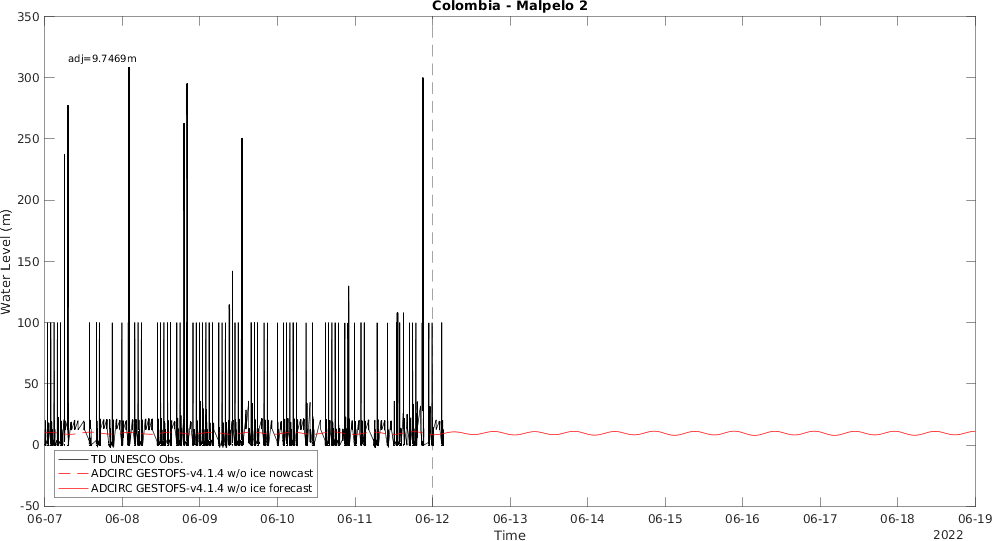 Colombia - Malpelo 2
350
300
250
200
150
100
50
0
-50
Water Level (m)
adj=9.7469m
TD UNESCO Obs.
ADCIRC GESTOFS-v4.1.4 w/o ice nowcast
ADCIRC GESTOFS-v4.1.4 w/o ice forecast
06-07 06-08 06-09 06-10 06-11 06-12 06-13 06-14 06-15 06-16 06-17 06-18 06-19
Time
2022